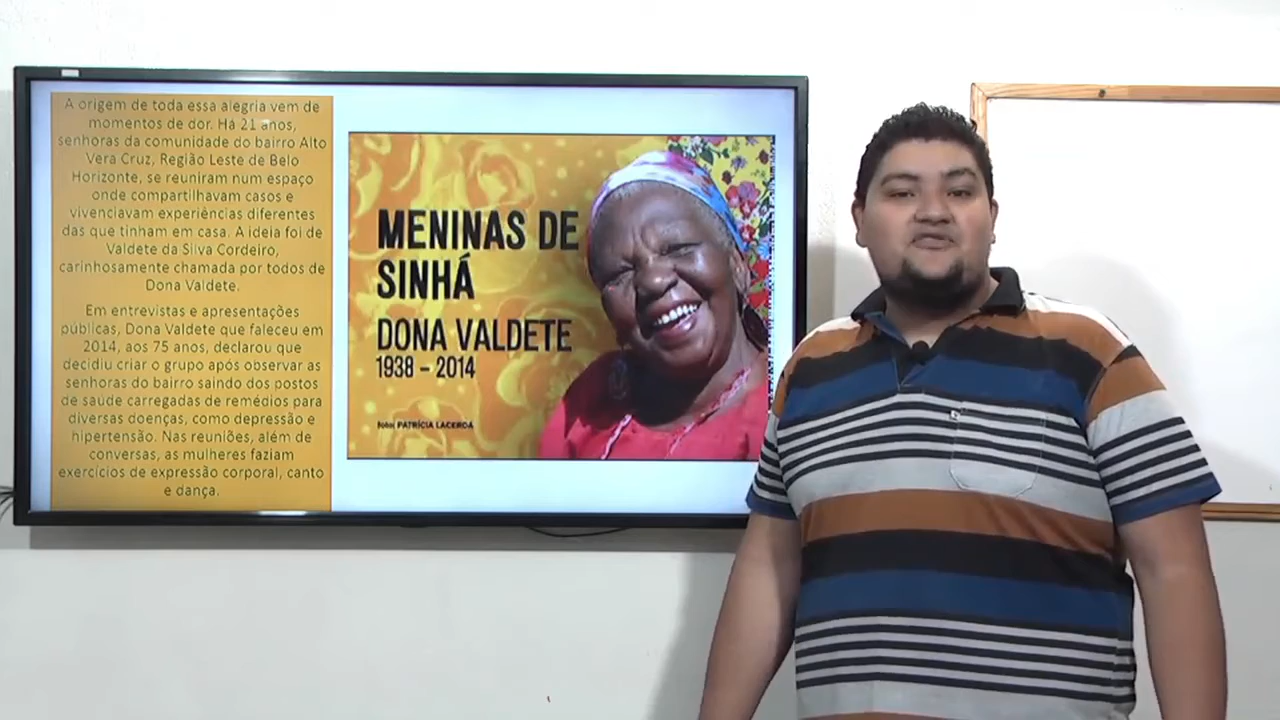 A origem de toda essa alegria vem de
momentos de dor. Há 21 anos,
senhoras da comunidade do bairro Alto
Vera Cruz, Região Leste de Belo
Horizonte, se reuniram num espaço
onde compartilhavam casos e
vivenciavam experiências diferentes
das que tinham em casa. A ideia foi de
Valdete da Silva Cordeiro,
carinhosamente chamada por todos de
Dona Valdete.
Em entrevistas e apresentações
públicas, Dona Valdete que faleceu em
2014, aos 75 anos, declarou que
decidiu criar o grupo após observar as
senhoras do bairro saindo dos postos
de saúde carregadas de remédios para
diversas doenças, como depressão e
hipertensão. Nas reuniões, além de
conversas, as mulheres faziam
exercícios de expressão corporal, canto
e dança.
MENINAS DE
SINHÁ
DONA VALDETE
1938 – 2014
foto: PATRÍCIA LACERDA